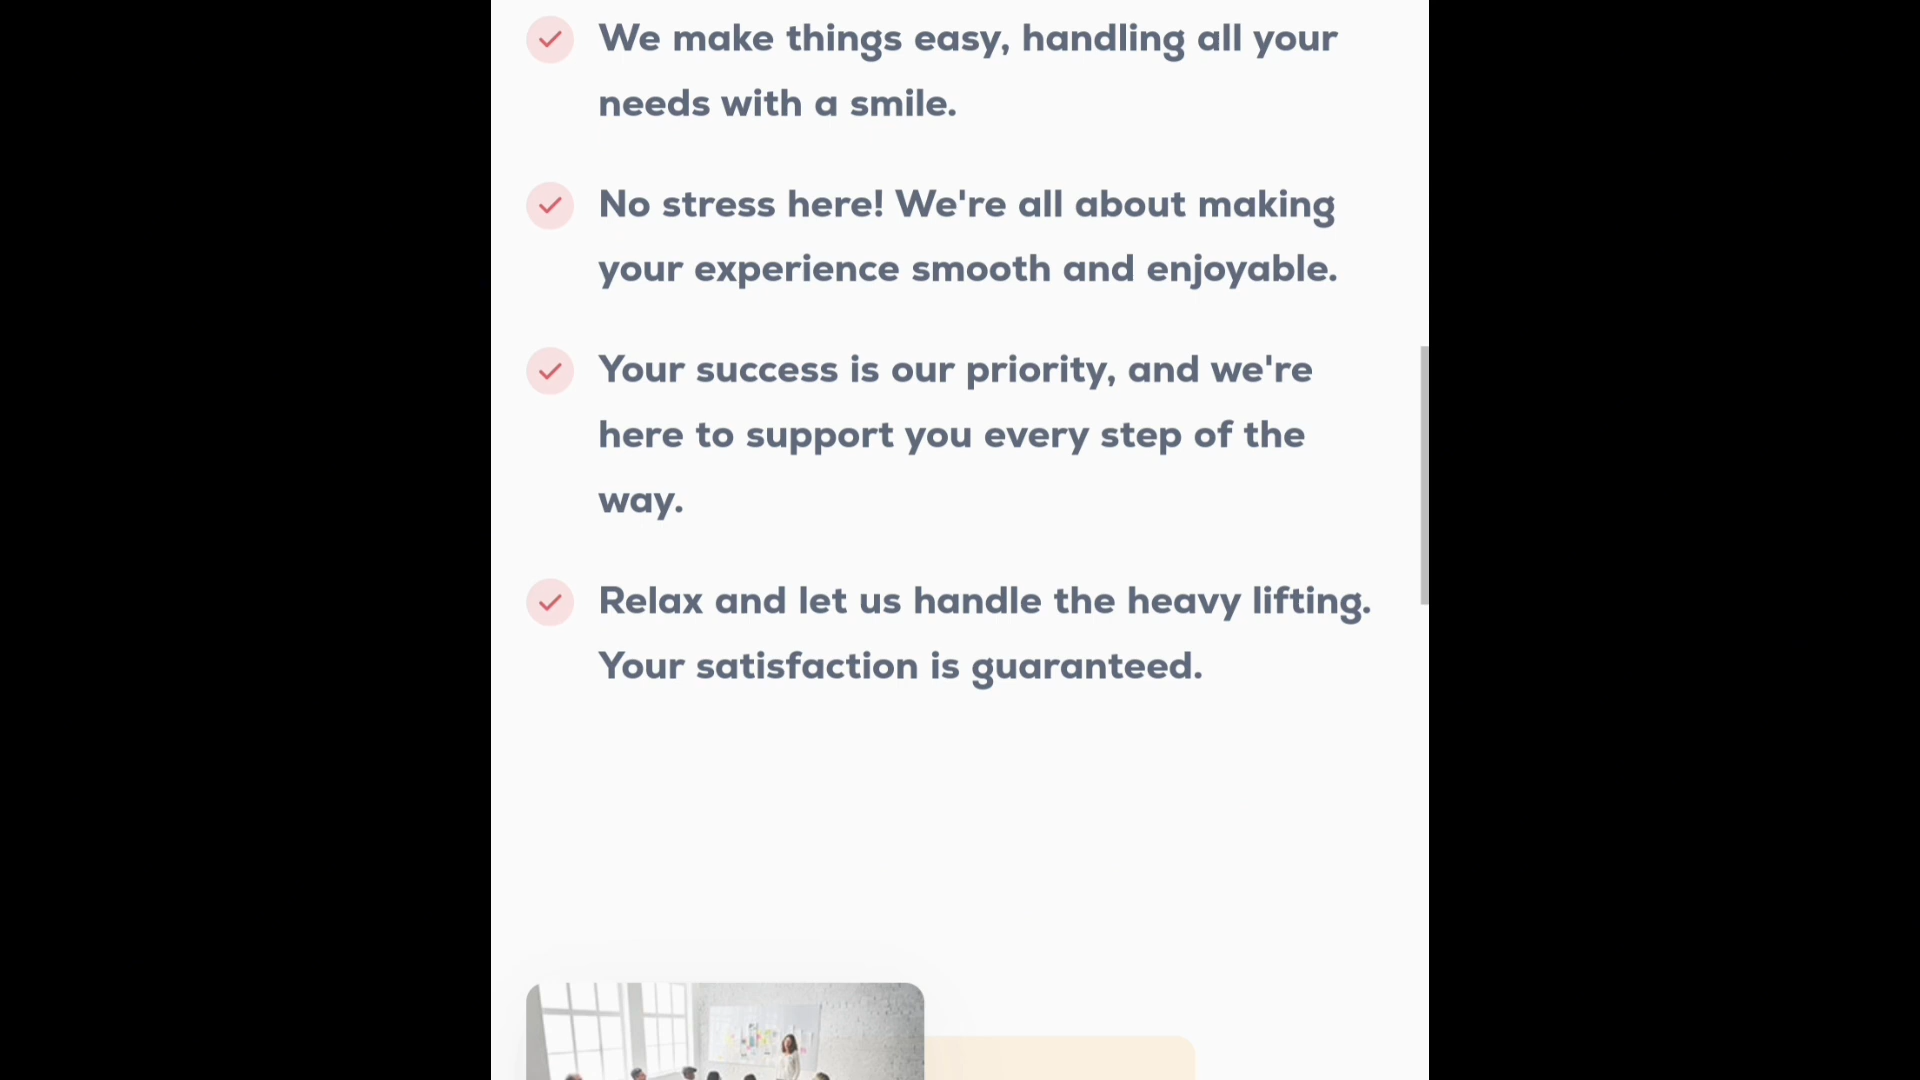 We make things easy, handling all your
needs with a smile.
No stress here! We're all about making
your experience smooth and enjoyable.
Your success is our priority, and we're
here to support you every step of the
way.
Relax and let us handle the heavy lifting.
Your satisfaction is guaranteed.